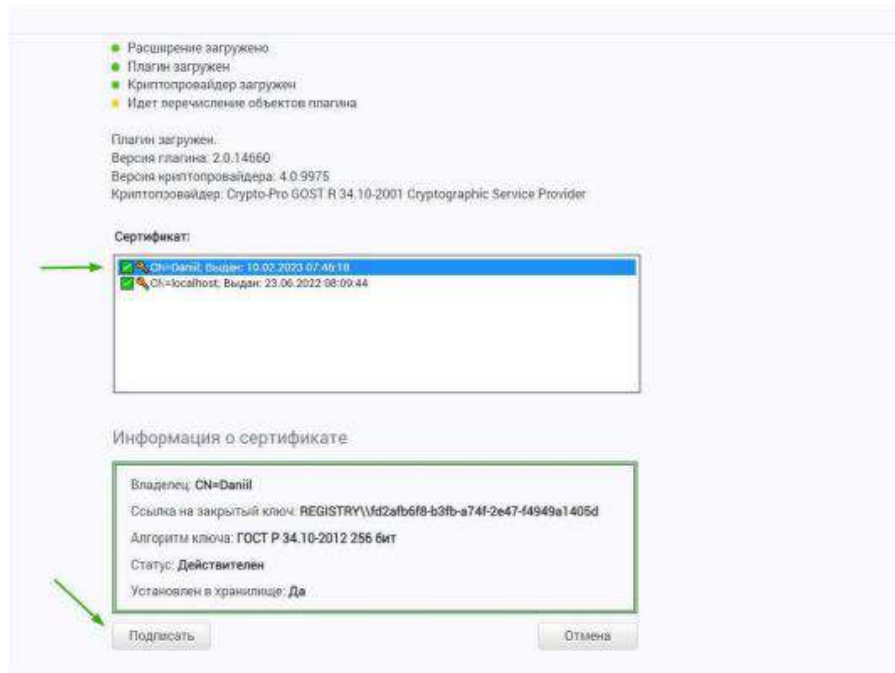 Расширение загружено
Плагин загружен
Криптопровайдер загружен
Идет перечисление объектов плагина
Плагин загружен.
Версия плагина: 2.0.14660
Версия криптопровайдера: 4.0.9975
Криптопровайдер: Crypto-Pro GOST R 34.10-2001 Cryptographic Service Provider
Сертификат:
CN=Daniil; Выдан: 10.02.2023 07:46:18
CN=localhost; Выдан: 23.06.2022 08:09:44
Информация о сертификате
Владелец: CN=Daniil
Ссылка на закрытый ключ: REGISTRY\\fd2afb6f8-b3fb-a74f-2e47-f4949a1405d
Алгоритм ключа: ГОСТ Р 34.10-2012 256 бит
Статус: Действителен
Установлен в хранилище: Да
Подписать
Отмена